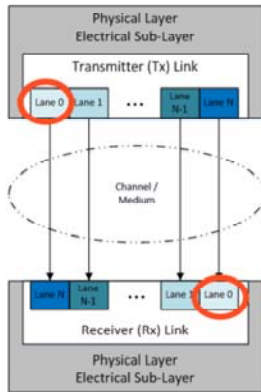 Physical Layer
Electrical Sub-Layer
Transmitter (Tx) Link
Lane 0 Lane 1 ... Lane N-1 Lane N
Channel /
Medium
Lane N Lane N-1 ... Lane 1 Lane 0
Receiver (Rx) Link
Physical Layer
Electrical Sub-Layer